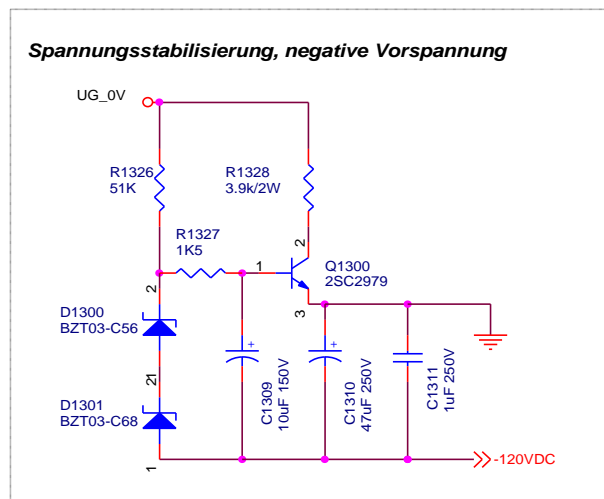 Spannungsstabilisierung, negative Vorspannung
UG_0V
R1326
51K
R1328
3.9k/2W
R1327
1K5
2
1
Q1300
2SC2979
3
2
D1300
BZT03-C56
21
D1301
BZT03-C68
1
C1309
10uF 150V
C1310
47uF 250V
C1311
1uF 250V
-120VDC